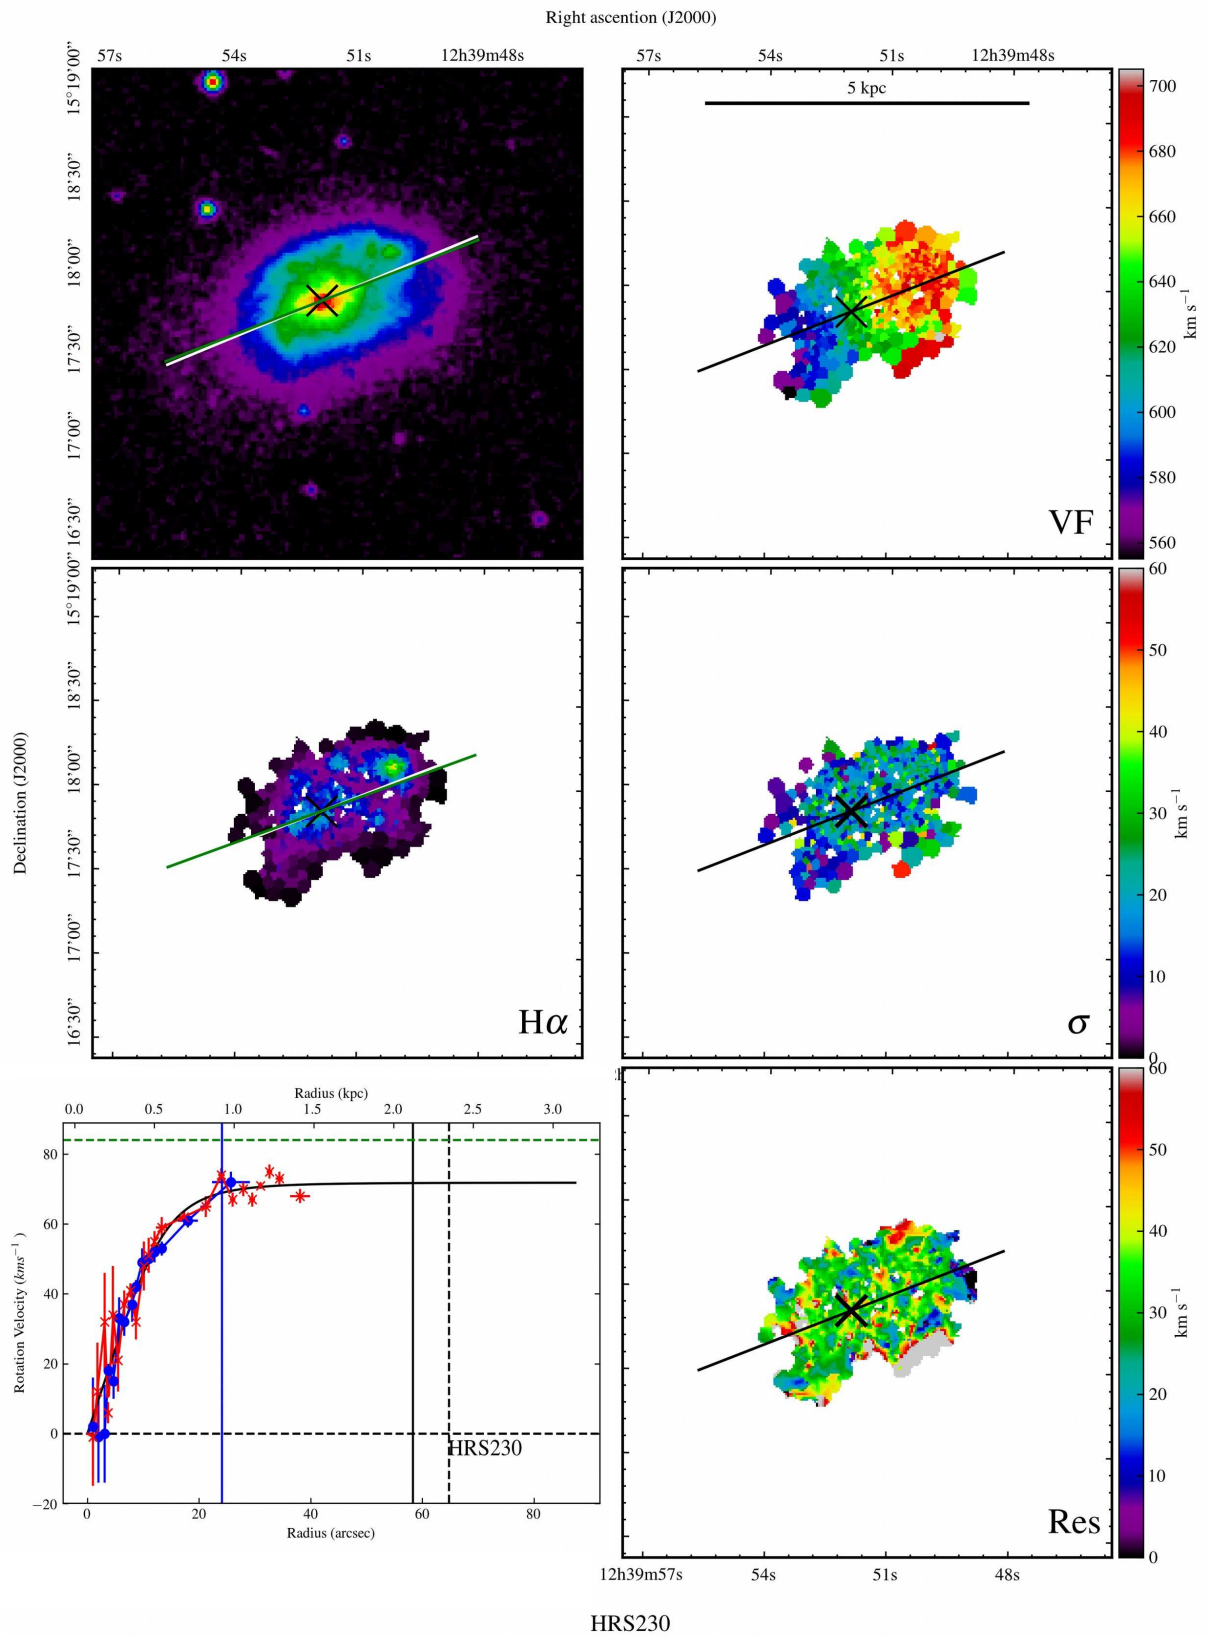 Right ascention (J2000)
57s 54s 51s 12h39m48s
57s 54s 51s 12h39m48s
15°19'00”
18'30”
18'00”
17'30”
17'00”
16'30”
5 kpc
VF
700
680
660
640
620
600
580
560
km s−1
Declination (J2000)
15°19'00”
18'30”
18'00”
17'30”
17'00”
16'30”
Hα
σ
60
50
40
30
20
10
0
km s−1
Radius (kpc)
0.0 0.5 1.0 1.5 2.0 2.5 3.0
Rotation Velocity (kms−1 )
80
60
40
20
0
−20
HRS230
0 20 40 60 80
Radius (arcsec)
Res
60
50
40
30
20
10
0
km s−1
12h39m57s 54s 51s 48s
HRS230